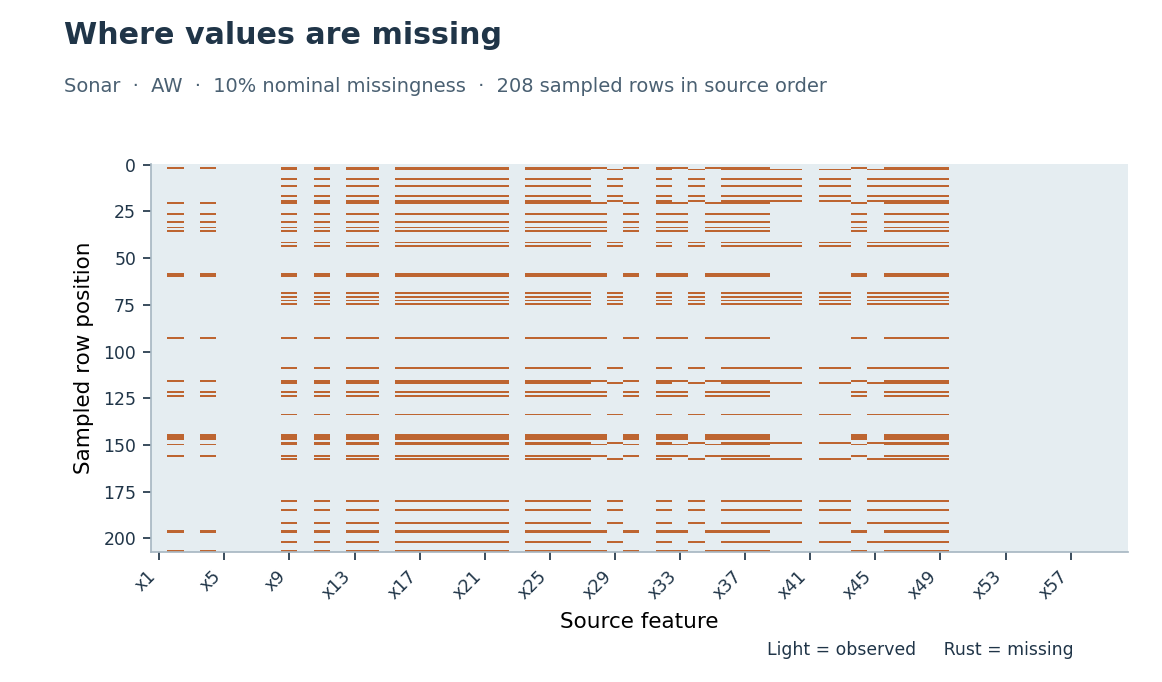 Where values are missing
Sonar · AW · 10% nominal missingness · 208 sampled rows in source order
Sampled row position
0
25
50
75
100
125
150
175
200
x1 x5 x9 x13 x17 x21 x25 x29 x33 x37 x41 x45 x49 x53 x57
Source feature
Light = observed Rust = missing